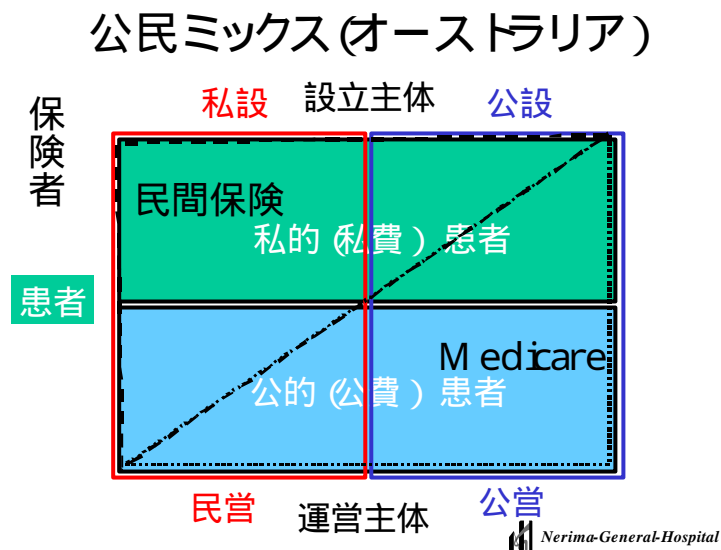 公民ミックス(オーストラリア)
保険者
私設 設立主体 公設
民間保険
私的(私費)患者
患者
Medicare
公的(公費)患者
民営 運営主体 公営
Nerima-General-Hospital